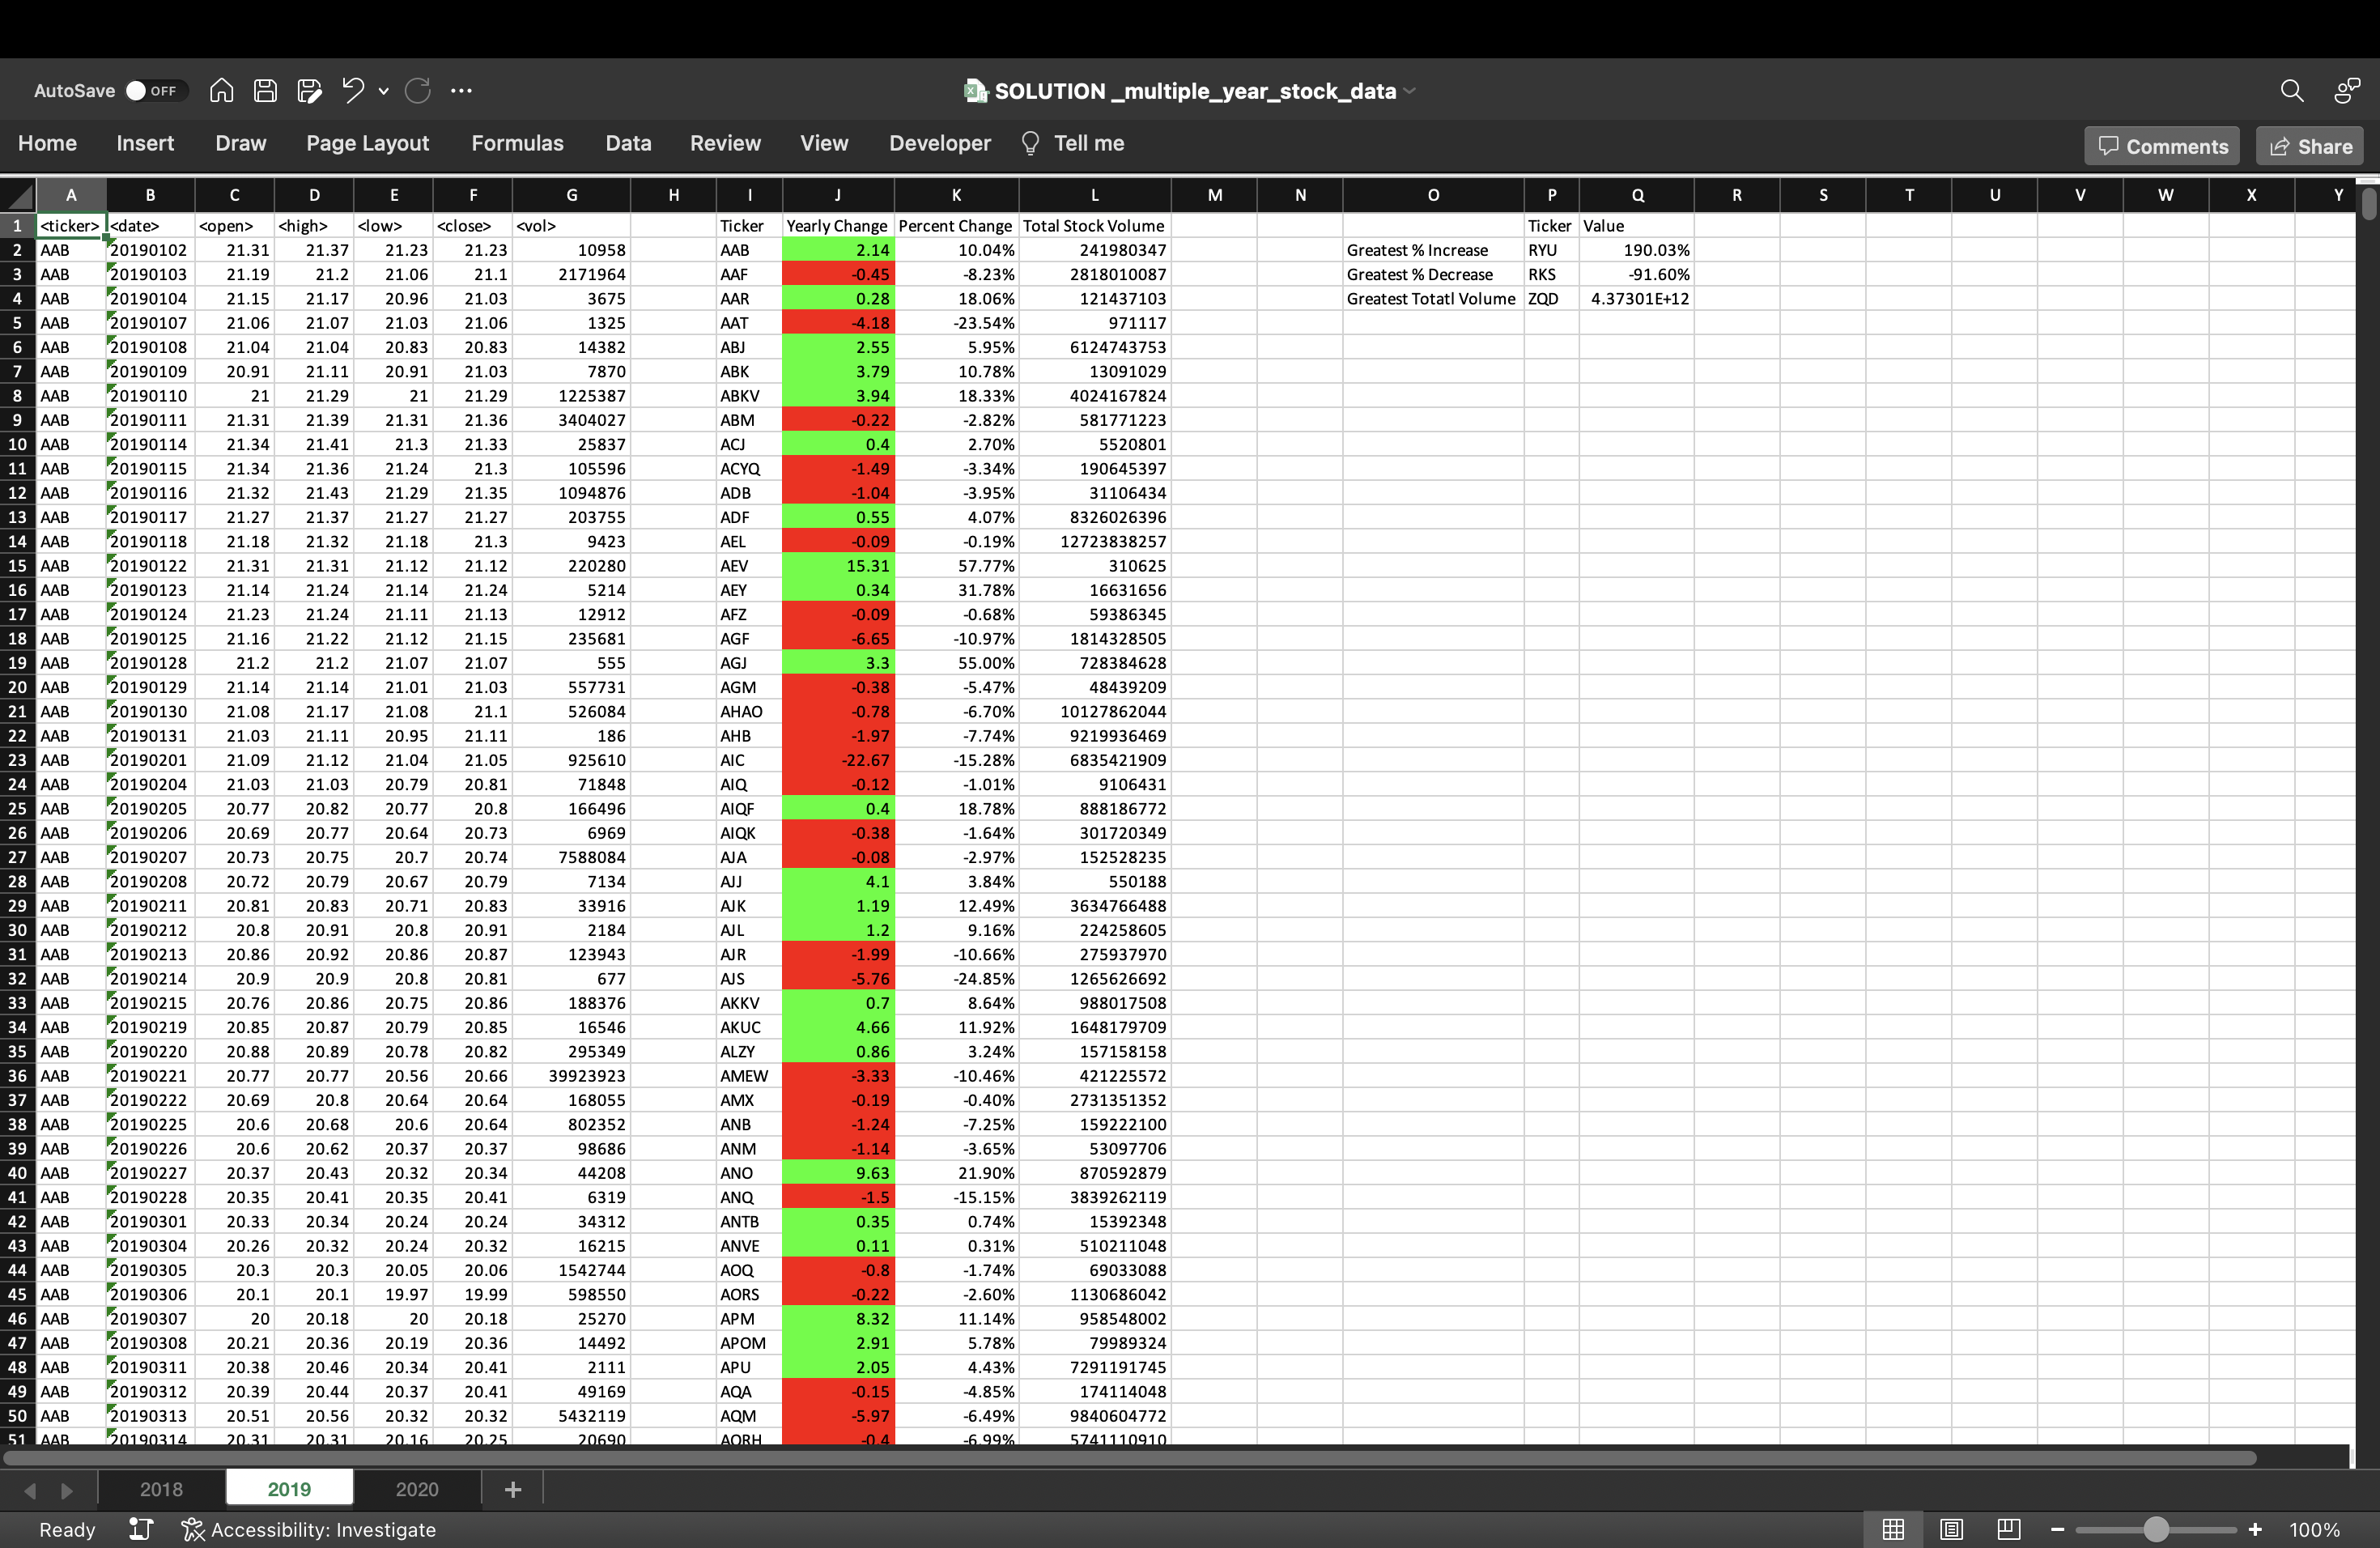 AutoSave OFF SOLUTION _multiple_year_stock_data
Home Insert Draw Page Layout Formulas Data Review View Developer Tell me Comments Share
A B C D E F G H I J K L M N O P Q R S T U V W X Y
1 <ticker> <date> <open> <high> <low> <close> <vol> Ticker Yearly Change Percent Change Total Stock Volume Ticker Value
2 AAB 20190102 21.31 21.37 21.23 21.23 10958 AAB 2.14 10.04% 241980347 Greatest % Increase RYU 190.03%
3 AAB 20190103 21.19 21.2 21.06 21.1 2171964 AAF -0.45 -8.23% 2818010087 Greatest % Decrease RKS -91.60%
4 AAB 20190104 21.15 21.17 20.96 21.03 3675 AAR 0.28 18.06% 121437103 Greatest Totatl Volume ZQD 4.37301E+12
5 AAB 20190107 21.06 21.07 21.03 21.06 1325 AAT -4.18 -23.54% 971117
6 AAB 20190108 21.04 21.04 20.83 20.83 14382 ABJ 2.55 5.95% 6124743753
7 AAB 20190109 20.91 21.11 20.91 21.03 7870 ABK 3.79 10.78% 13091029
8 AAB 20190110 21 21.29 21 21.29 1225387 ABKV 3.94 18.33% 4024167824
9 AAB 20190111 21.31 21.39 21.31 21.36 3404027 ABM -0.22 -2.82% 581771223
10 AAB 20190114 21.34 21.41 21.3 21.33 25837 ACJ 0.4 2.70% 5520801
11 AAB 20190115 21.34 21.36 21.24 21.3 105596 ACYQ -1.49 -3.34% 190645397
12 AAB 20190116 21.32 21.43 21.29 21.35 1094876 ADB -1.04 -3.95% 31106434
13 AAB 20190117 21.27 21.37 21.27 21.27 203755 ADF 0.55 4.07% 8326026396
14 AAB 20190118 21.18 21.32 21.18 21.3 9423 AEL -0.09 -0.19% 12723838257
15 AAB 20190122 21.31 21.31 21.12 21.12 220280 AEV 15.31 57.77% 310625
16 AAB 20190123 21.14 21.24 21.14 21.24 5214 AEY 0.34 31.78% 16631656
17 AAB 20190124 21.23 21.24 21.11 21.13 12912 AFZ -0.09 -0.68% 59386345
18 AAB 20190125 21.16 21.22 21.12 21.15 235681 AGF -6.65 -10.97% 1814328505
19 AAB 20190128 21.2 21.2 21.07 21.07 555 AGJ 3.3 55.00% 728384628
20 AAB 20190129 21.14 21.14 21.01 21.03 557731 AGM -0.38 -5.47% 48439209
21 AAB 20190130 21.08 21.17 21.08 21.1 526084 AHAO -0.78 -6.70% 10127862044
22 AAB 20190131 21.03 21.11 20.95 21.11 186 AHB -1.97 -7.74% 9219936469
23 AAB 20190201 21.09 21.12 21.04 21.05 925610 AIC -22.67 -15.28% 6835421909
24 AAB 20190204 21.03 21.03 20.79 20.81 71848 AIQ -0.12 -1.01% 9106431
25 AAB 20190205 20.77 20.82 20.77 20.8 166496 AIQF 0.4 18.78% 888186772
26 AAB 20190206 20.69 20.77 20.64 20.73 6969 AIQK -0.38 -1.64% 301720349
27 AAB 20190207 20.73 20.75 20.7 20.74 7588084 AJA -0.08 -2.97% 152528235
28 AAB 20190208 20.72 20.79 20.67 20.79 7134 AJJ 4.1 3.84% 550188
29 AAB 20190211 20.81 20.83 20.71 20.83 33916 AJK 1.19 12.49% 3634766488
30 AAB 20190212 20.8 20.91 20.8 20.91 2184 AJL 1.2 9.16% 224258605
31 AAB 20190213 20.86 20.92 20.86 20.87 123943 AJR -1.99 -10.66% 275937970
32 AAB 20190214 20.9 20.9 20.8 20.81 677 AJS -5.76 -24.85% 1265626692
33 AAB 20190215 20.76 20.86 20.75 20.86 188376 AKKV 0.7 8.64% 988017508
34 AAB 20190219 20.85 20.87 20.79 20.85 16546 AKUC 4.66 11.92% 1648179709
35 AAB 20190220 20.88 20.89 20.78 20.82 295349 ALZY 0.86 3.24% 157158158
36 AAB 20190221 20.77 20.77 20.56 20.66 39923923 AMEW -3.33 -10.46% 421225572
37 AAB 20190222 20.69 20.8 20.64 20.64 168055 AMX -0.19 -0.40% 2731351352
38 AAB 20190225 20.6 20.68 20.6 20.64 802352 ANB -1.24 -7.25% 159222100
39 AAB 20190226 20.6 20.62 20.37 20.37 98686 ANM -1.14 -3.65% 53097706
40 AAB 20190227 20.37 20.43 20.32 20.34 44208 ANO 9.63 21.90% 870592879
41 AAB 20190228 20.35 20.41 20.35 20.41 6319 ANQ -1.5 -15.15% 3839262119
42 AAB 20190301 20.33 20.34 20.24 20.24 34312 ANTB 0.35 0.74% 15392348
43 AAB 20190304 20.26 20.32 20.24 20.32 16215 ANVE 0.11 0.31% 510211048
44 AAB 20190305 20.3 20.3 20.05 20.06 1542744 AOQ -0.8 -1.74% 69033088
45 AAB 20190306 20.1 20.1 19.97 19.99 598550 AORS -0.22 -2.60% 1130686042
46 AAB 20190307 20 20.18 20 20.18 25270 APM 8.32 11.14% 958548002
47 AAB 20190308 20.21 20.36 20.19 20.36 14492 APOM 2.91 5.78% 79989324
48 AAB 20190311 20.38 20.46 20.34 20.41 2111 APU 2.05 4.43% 7291191745
49 AAB 20190312 20.39 20.44 20.37 20.41 49169 AQA -0.15 -4.85% 174114048
50 AAB 20190313 20.51 20.56 20.32 20.32 5432119 AQM -5.97 -6.49% 9840604772
51 AAB 20190314 20.31 20.31 20.16 20.25 20690 AQRH -0.4 -6.99% 5741110910
2018 2019 2020 +
Ready Accessibility: Investigate 100%